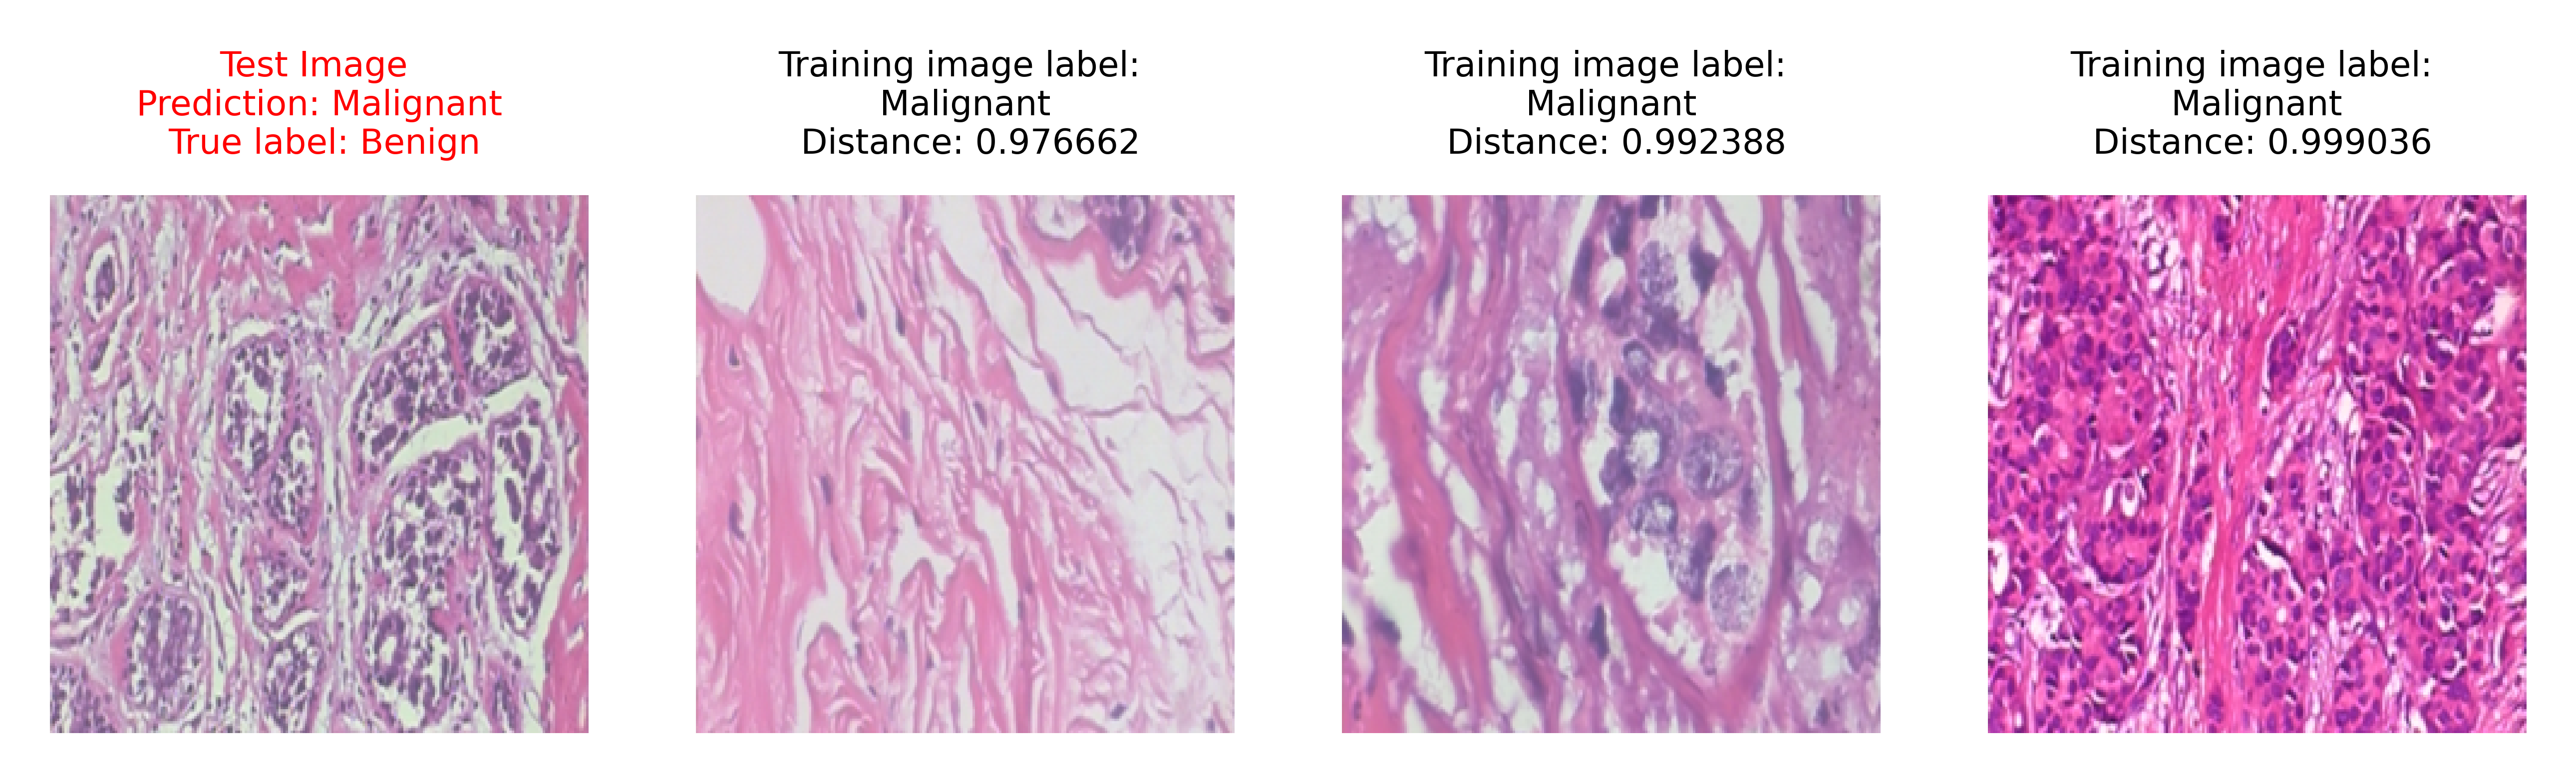 Test Image
Prediction: Malignant
True label: Benign
Training image label:
Malignant
Distance: 0.976662
Training image label:
Malignant
Distance: 0.992388
Training image label:
Malignant
Distance: 0.999036